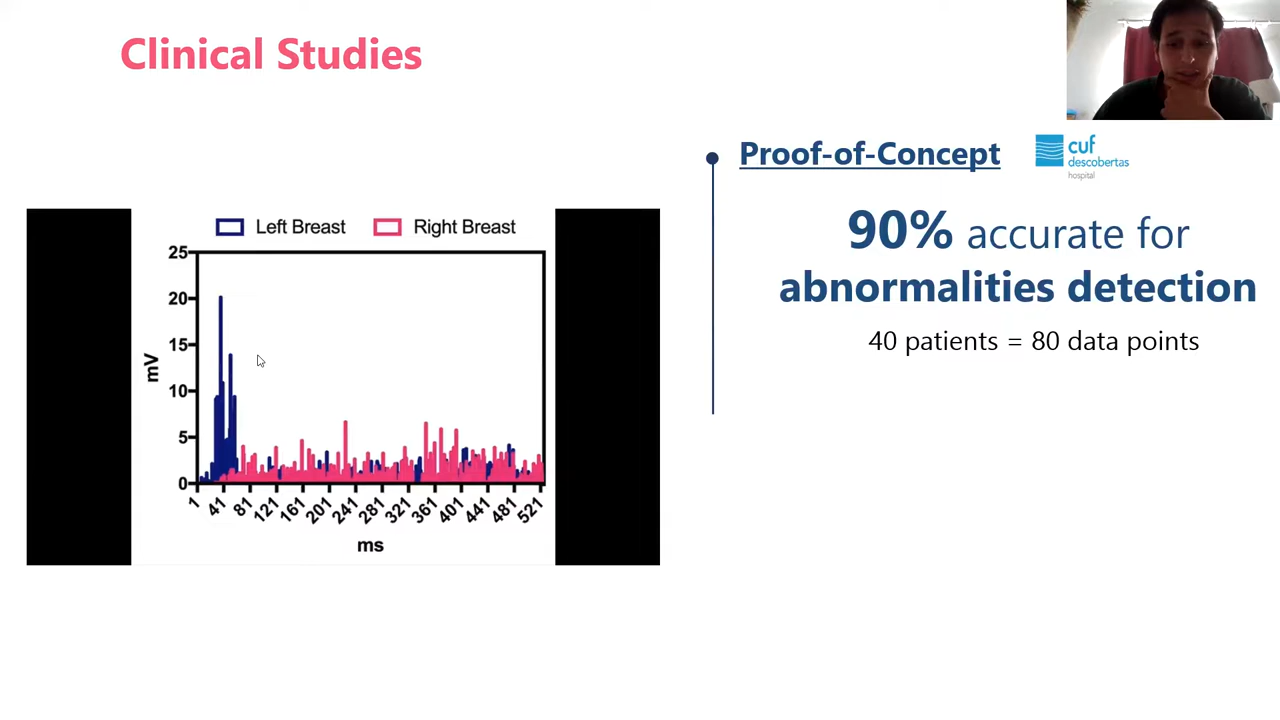 Clinical Studies
Proof-of-Concept
cuf
descobertas
hospital
90% accurate for
abnormalities detection
40 patients = 80 data points
Left Breast
Right Breast
25
20
15
10
5
0
mV
1
41
81
121
161
201
241
281
321
361
401
441
481
521
ms